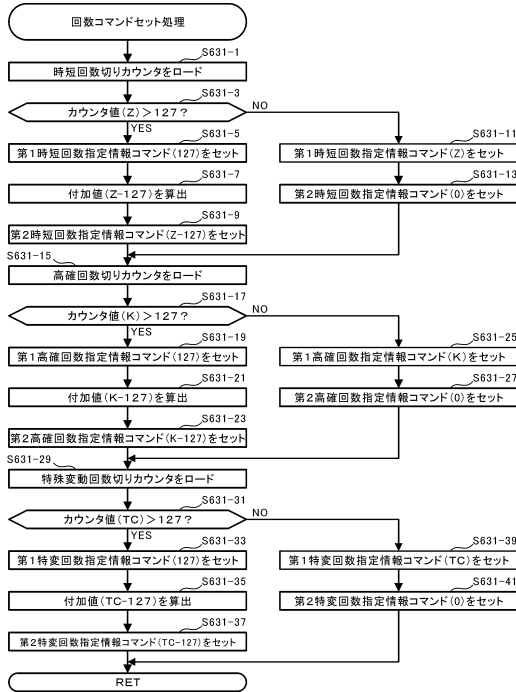 回数コマンドセット処理
S631-1
時短回数切りカウンタをロード
S631-3
カウンタ値(Z)>127?
NO
YES
S631-5
第1時短回数指定情報コマンド(127)をセット
S631-11
第1時短回数指定情報コマンド(Z)をセット
S631-7
付加値(Z-127)を算出
S631-13
第2時短回数指定情報コマンド(0)をセット
S631-9
第2時短回数指定情報コマンド(Z-127)をセット
S631-15
高確回数切りカウンタをロード
S631-17
カウンタ値(K)>127?
NO
YES
S631-19
第1高確回数指定情報コマンド(127)をセット
S631-25
第1高確回数指定情報コマンド(K)をセット
S631-21
付加値(K-127)を算出
S631-27
第2高確回数指定情報コマンド(0)をセット
S631-23
第2高確回数指定情報コマンド(K-127)をセット
S631-29
特殊変動回数切りカウンタをロード
S631-31
カウンタ値(TC)>127?
NO
YES
S631-33
第1特変回数指定情報コマンド(127)をセット
S631-39
第1特変回数指定情報コマンド(TC)をセット
S631-35
付加値(TC-127)を算出
S631-41
第2特変回数指定情報コマンド(0)をセット
S631-37
第2特変回数指定情報コマンド(TC-127)をセット
RET